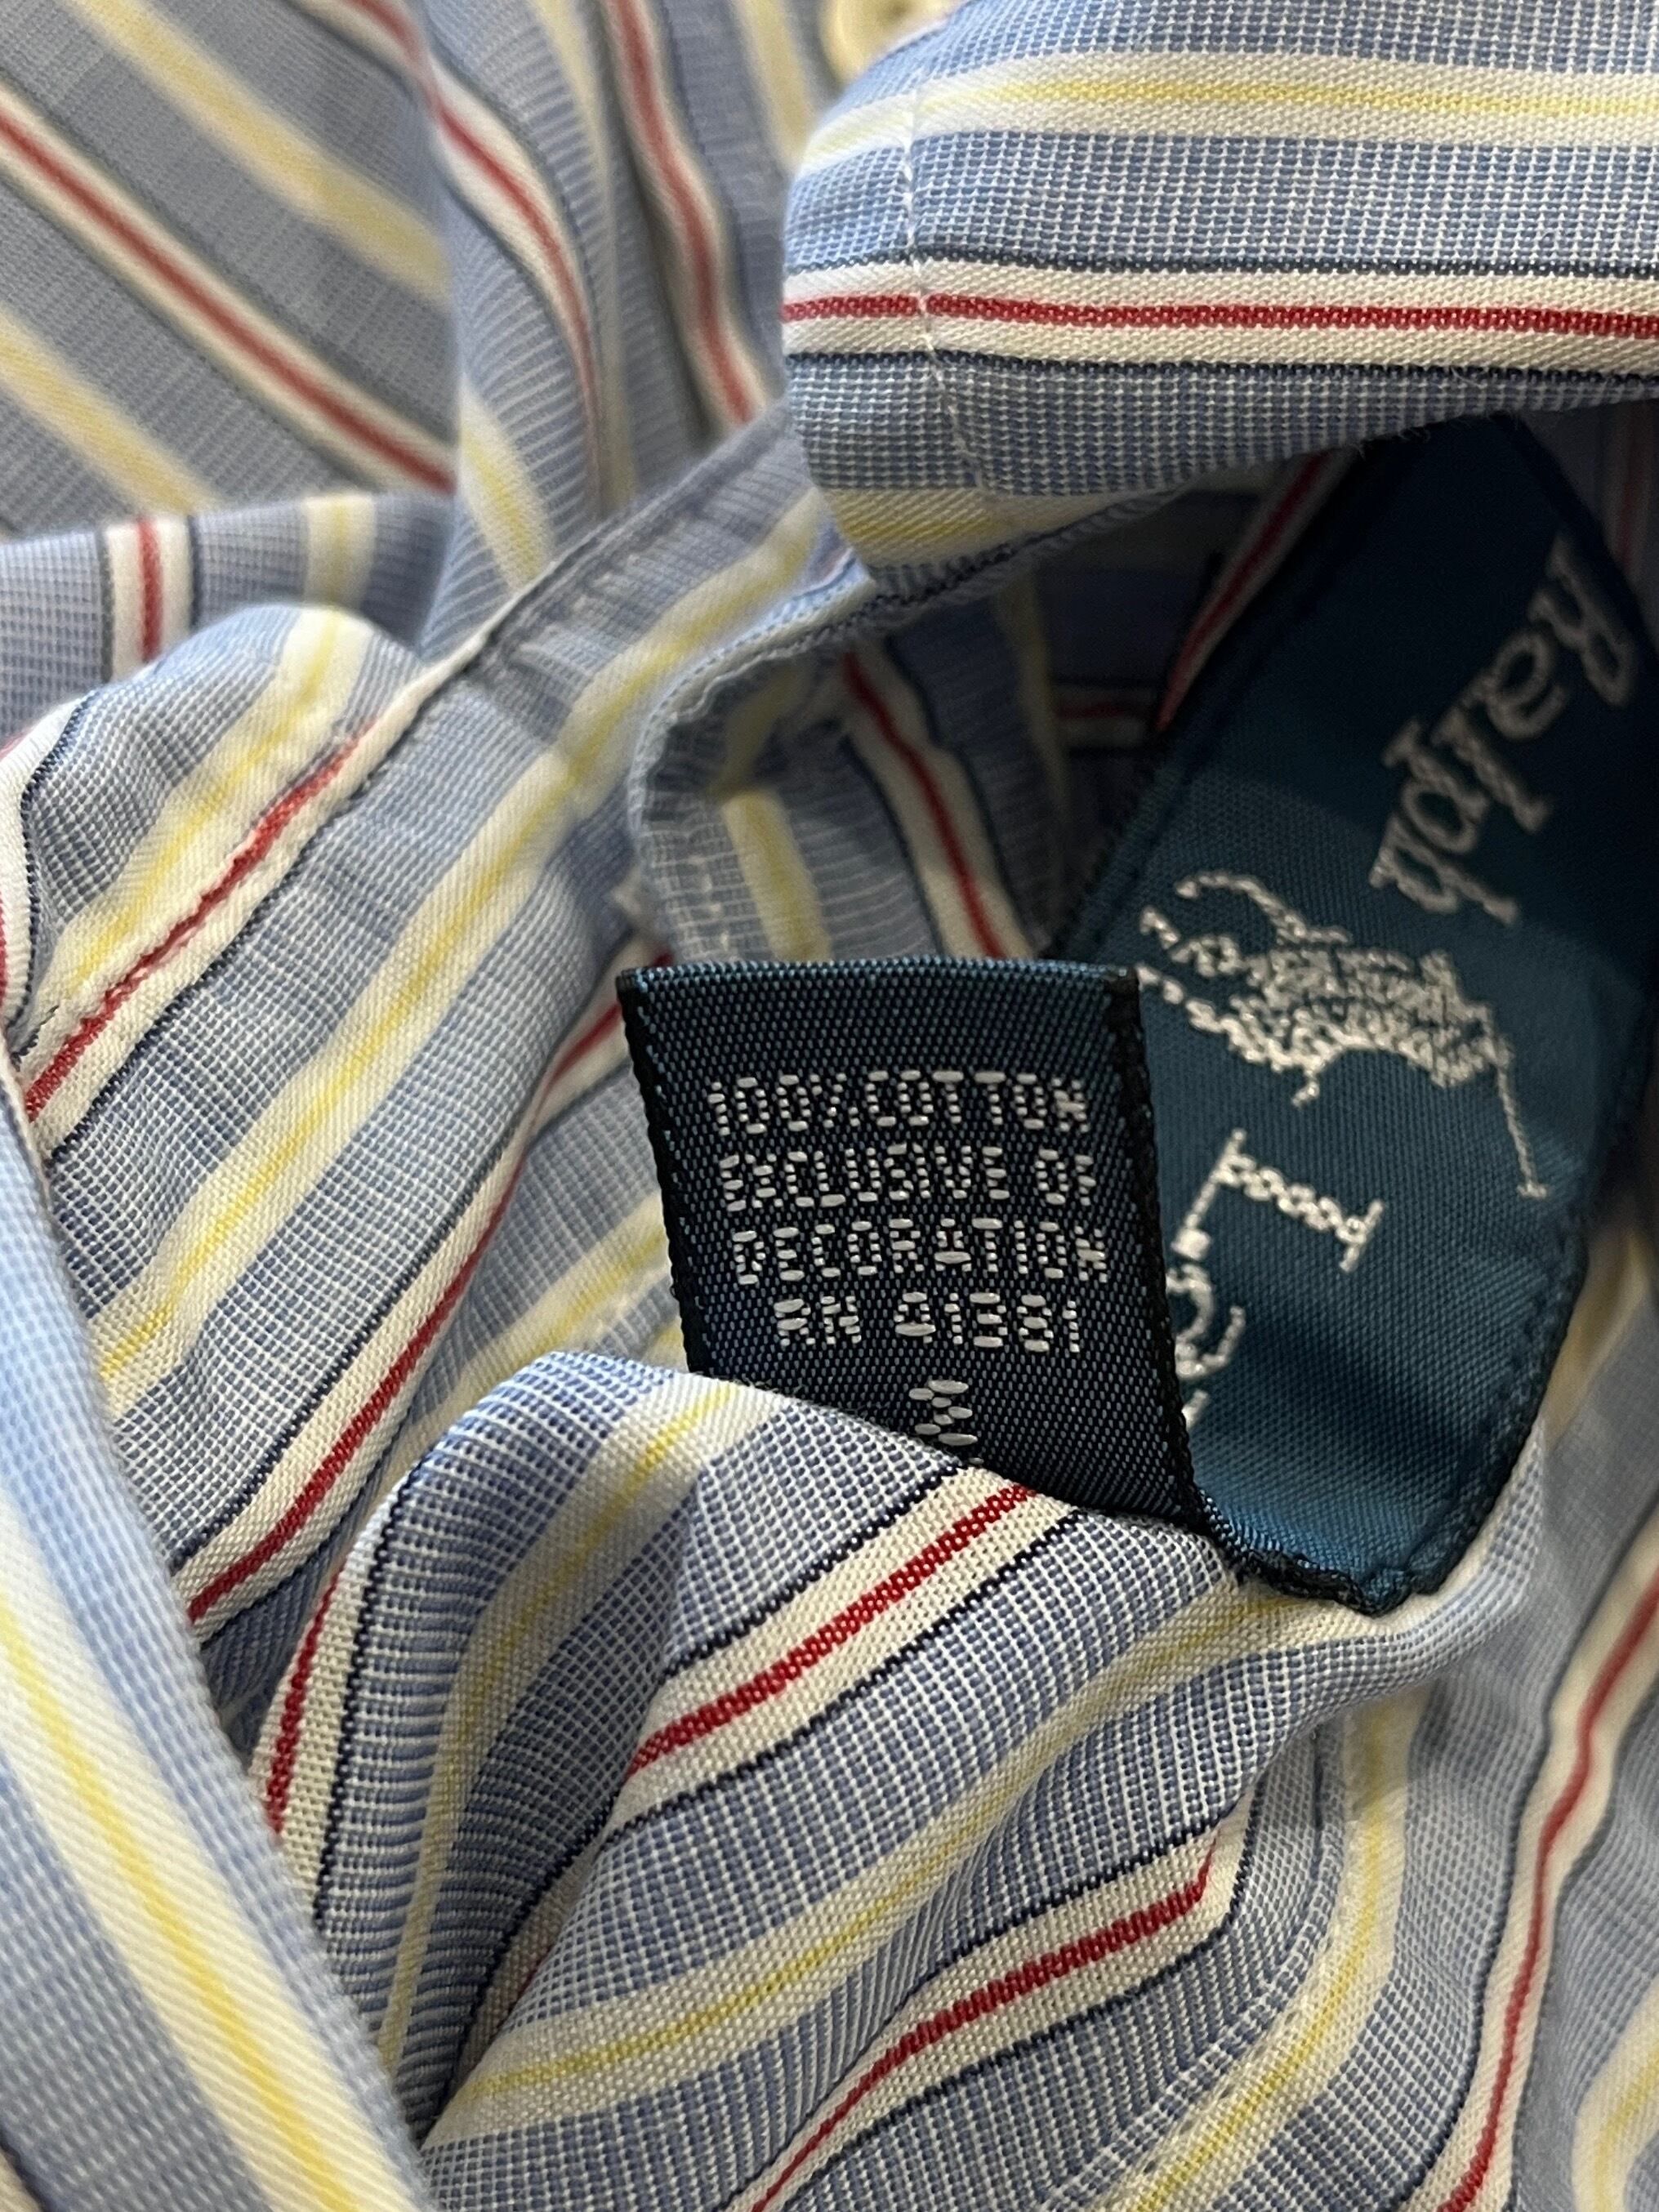 Ralph
100% COTTON
EXCLUSIVE OF
DECORATION
RN 41381